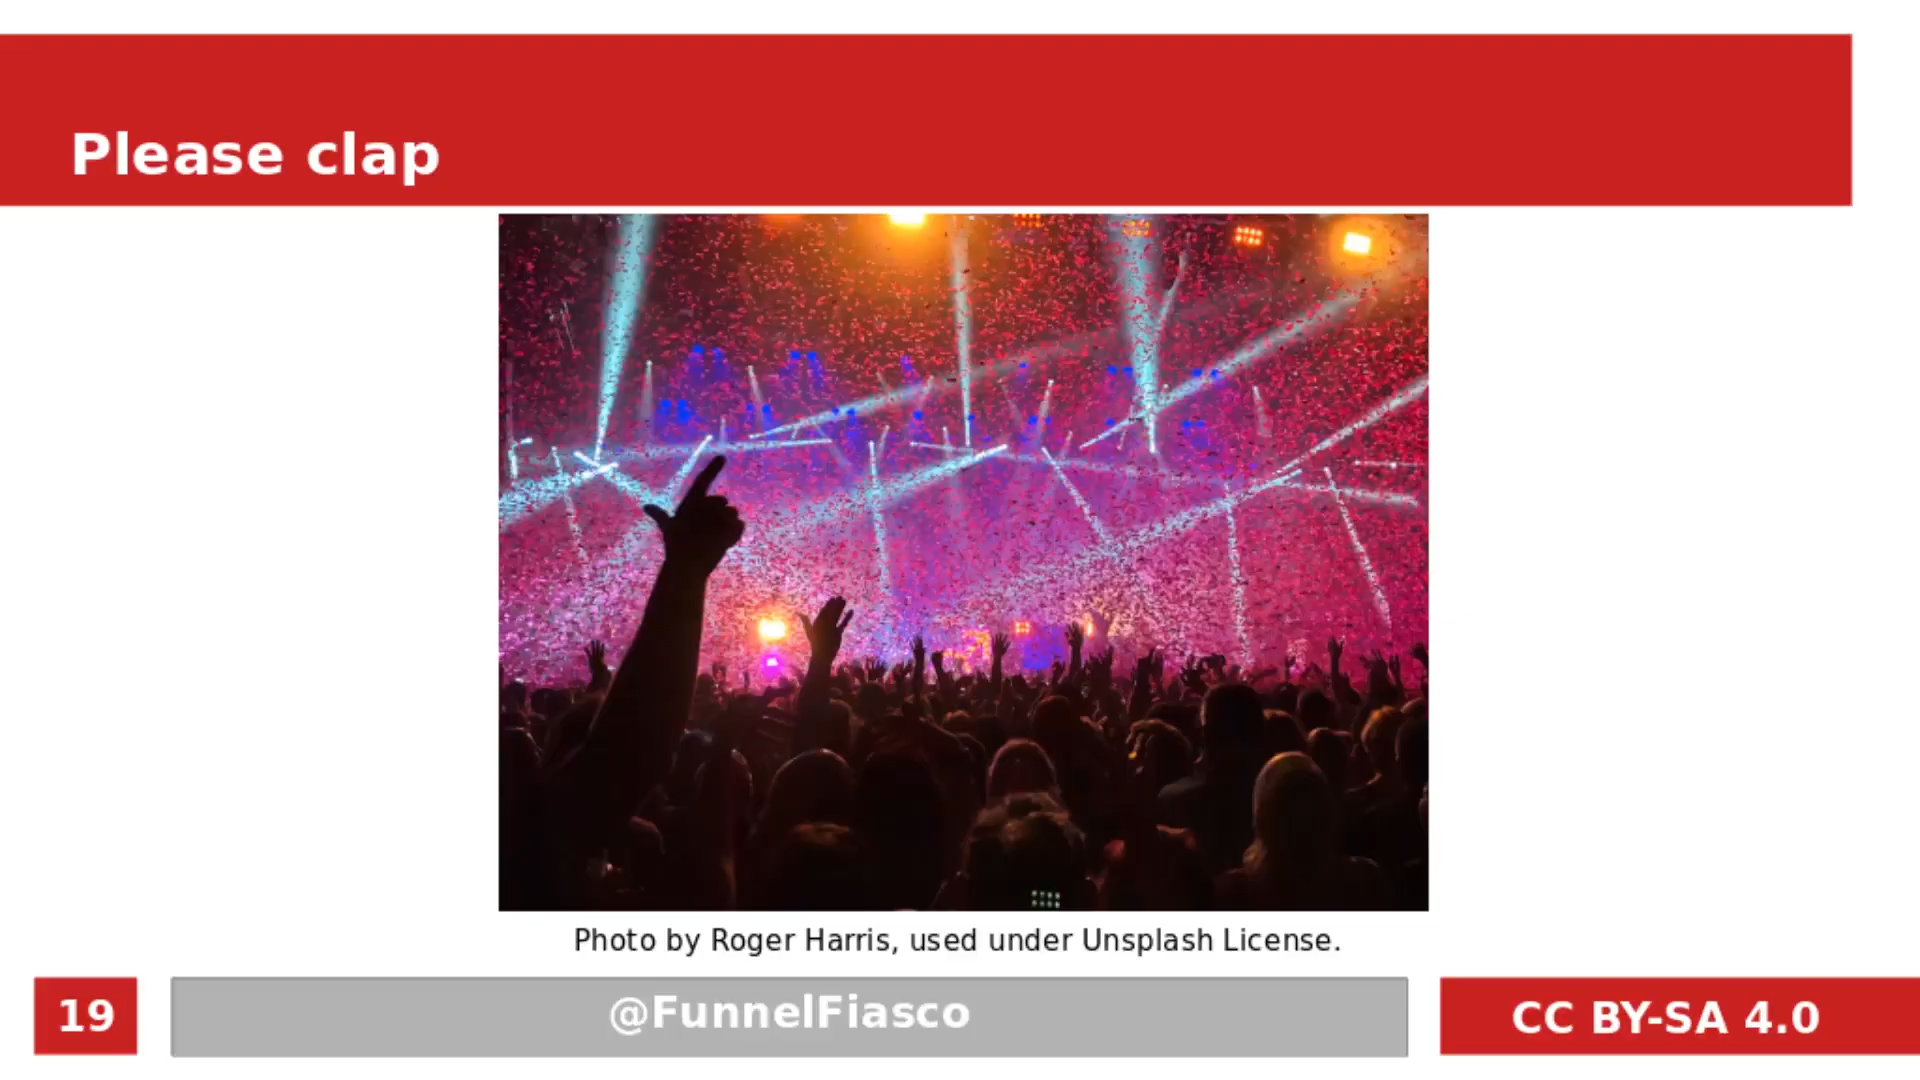 Please clap
Photo by Roger Harris, used under Unsplash License.
19
@FunnelFiasco
CC BY-SA 4.0